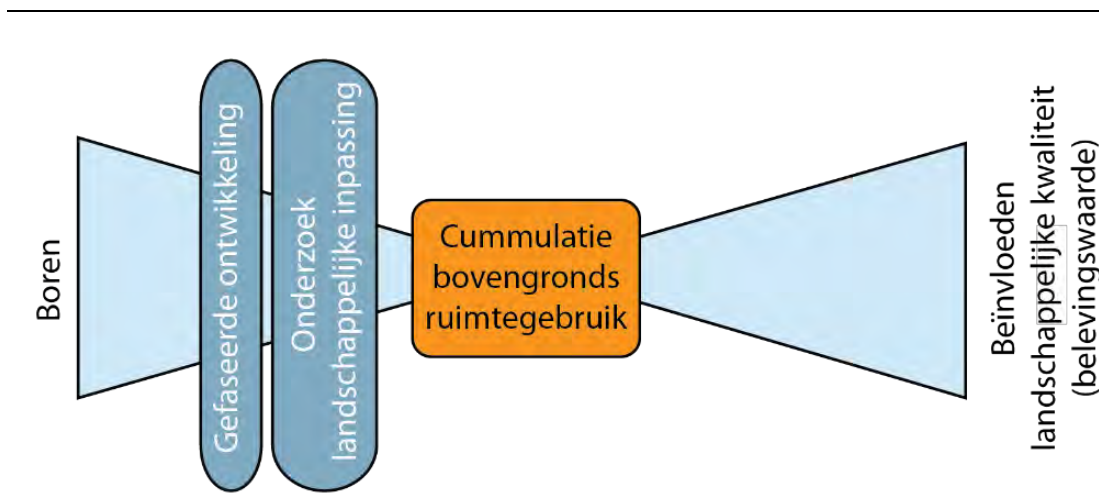 Boren
Gefaseerde ontwikkeling
Onderzoek
landschappelijke inpassing
Cummulatie
bovengronds
ruimtegebruik
Beïnvloeden
landschappelijke kwaliteit
(belevingswaarde)